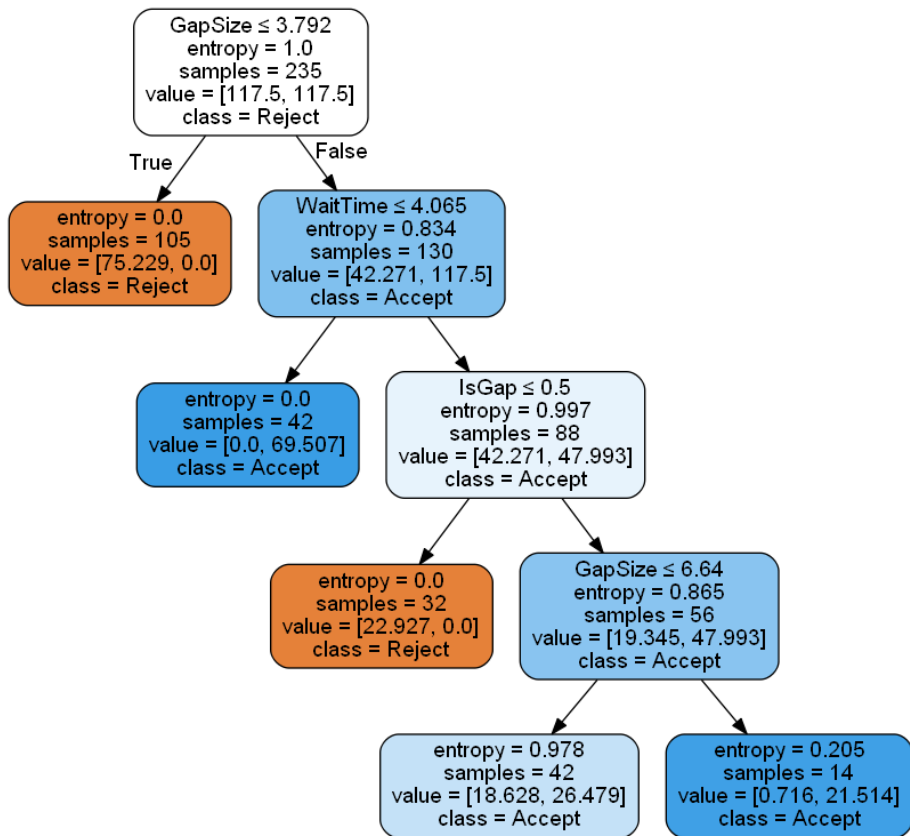 GapSize ≤ 3.792
entropy = 1.0
samples = 235
value = [117.5, 117.5]
class = Reject
True
False
entropy = 0.0
samples = 105
value = [75.229, 0.0]
class = Reject
WaitTime ≤ 4.065
entropy = 0.834
samples = 130
value = [42.271, 117.5]
class = Accept
entropy = 0.0
samples = 42
value = [0.0, 69.507]
class = Accept
IsGap ≤ 0.5
entropy = 0.997
samples = 88
value = [42.271, 47.993]
class = Accept
entropy = 0.0
samples = 32
value = [22.927, 0.0]
class = Reject
GapSize ≤ 6.64
entropy = 0.865
samples = 56
value = [19.345, 47.993]
class = Accept
entropy = 0.978
samples = 42
value = [18.628, 26.479]
class = Accept
entropy = 0.205
samples = 14
value = [0.716, 21.514]
class = Accept